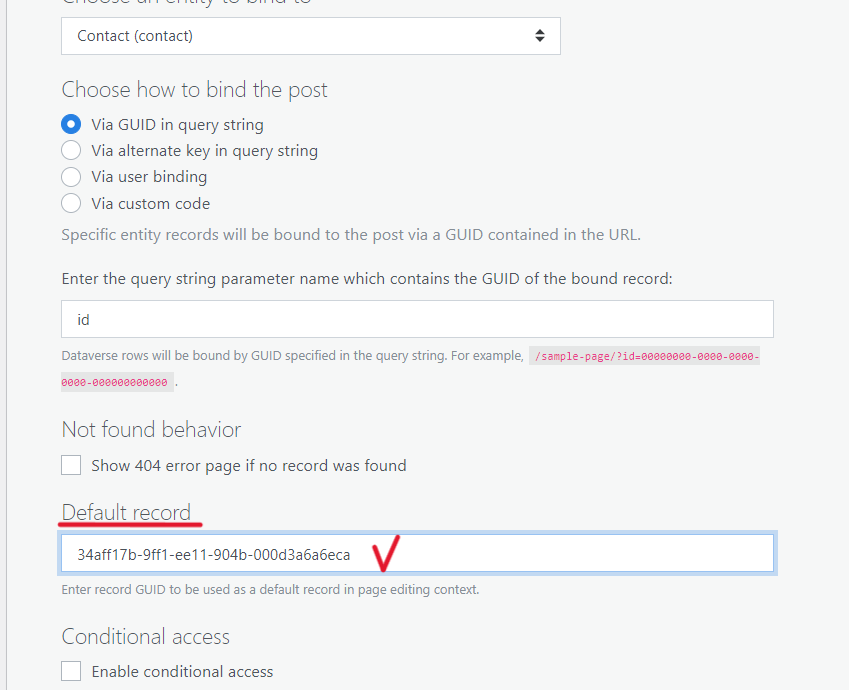 Choose an entity to bind to
Contact (contact)
Choose how to bind the post
Via GUID in query string
Via alternate key in query string
Via user binding
Via custom code
Specific entity records will be bound to the post via a GUID contained in the URL.
Enter the query string parameter name which contains the GUID of the bound record:
id
Dataverse rows will be bound by GUID specified in the query string. For example, /sample-page/?id=00000000-0000-0000-
0000-000000000000 .
Not found behavior
Show 404 error page if no record was found
Default record
34aff17b-9ff1-ee11-904b-000d3a6a6eca
Enter record GUID to be used as a default record in page editing context.
Conditional access
Enable conditional access